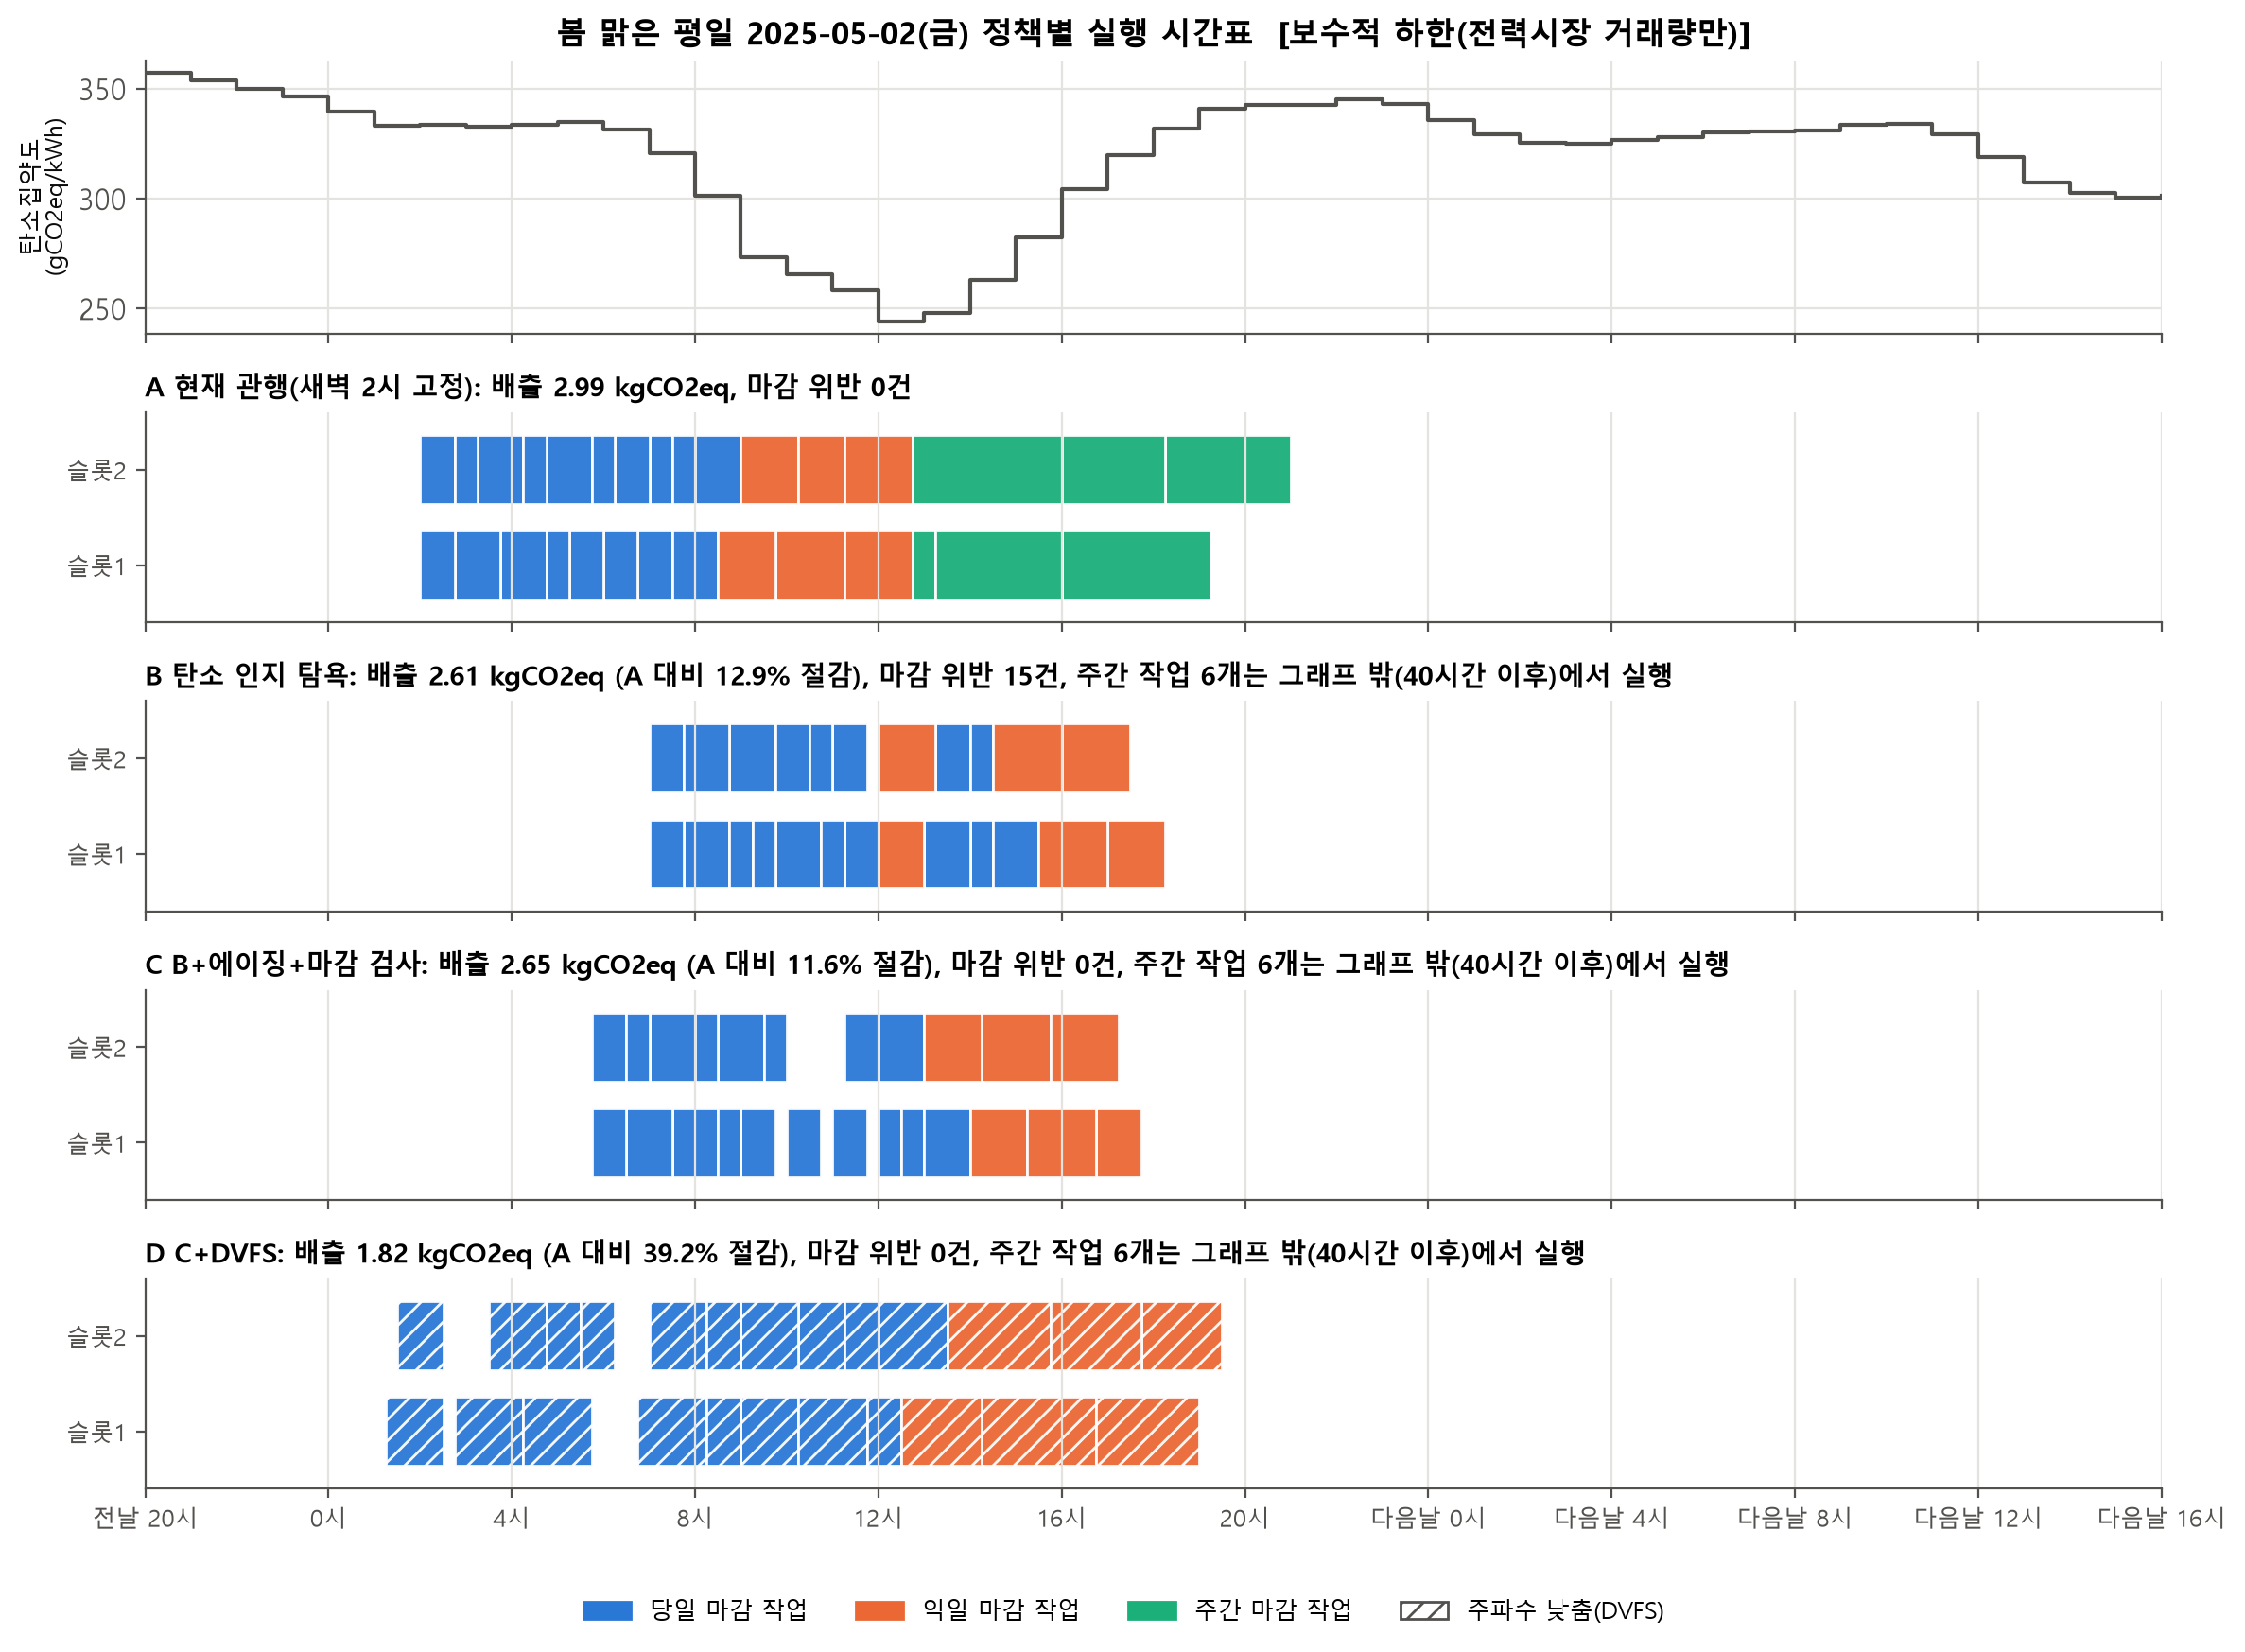 봄 맑은 평일 2025-05-02(금) 정책별 실행 시간표 [보수적 하한(전력시장 거래량만)]
탄소집약도
(gCO2eq/kWh)
350
300
250
A 현재 관행(새벽 2시 고정): 배출 2.99 kgCO2eq, 마감 위반 0건
슬롯2
슬롯1
B 탄소 인지 탐욕: 배출 2.61 kgCO2eq (A 대비 12.9% 절감), 마감 위반 15건, 주간 작업 6개는 그래프 밖(40시간 이후)에서 실행
슬롯2
슬롯1
C B+에이징+마감 검사: 배출 2.65 kgCO2eq (A 대비 11.6% 절감), 마감 위반 0건, 주간 작업 6개는 그래프 밖(40시간 이후)에서 실행
슬롯2
슬롯1
D C+DVFS: 배출 1.82 kgCO2eq (A 대비 39.2% 절감), 마감 위반 0건, 주간 작업 6개는 그래프 밖(40시간 이후)에서 실행
슬롯2
슬롯1
전날 20시 0시 4시 8시 12시 16시 20시 다음날 0시 다음날 4시 다음날 8시 다음날 12시 다음날 16시
당일 마감 작업 익일 마감 작업 주간 마감 작업 주파수 낮춤(DVFS)